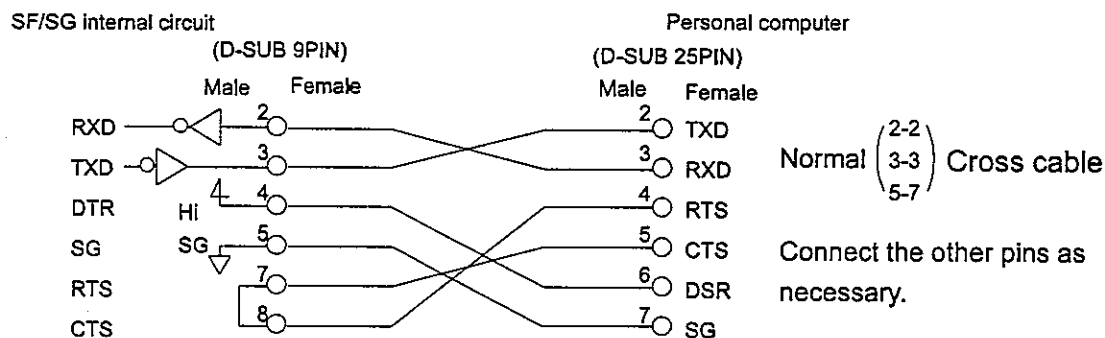 SF/SG internal circuit
Personal computer
(D-SUB 9PIN)
(D-SUB 25PIN)
Male Female
Male Female
RXD 2 2 TXD
TXD 3 3 RXD
DTR Hi 4 4 RTS
SG SG 5 5 CTS
RTS 7 6 DSR
CTS 8 7 SG
Normal (2-2 3-3 5-7) Cross cable
Connect the other pins as
necessary.